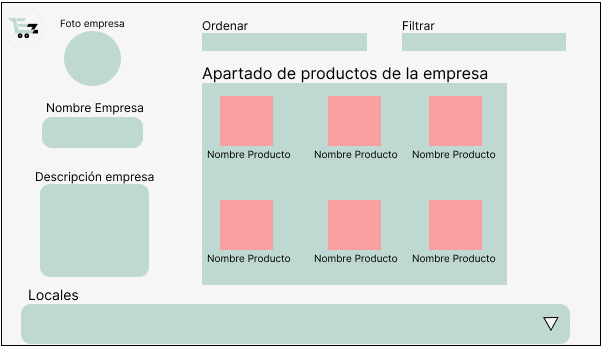 Foto empresa
Nombre Empresa
Descripción empresa
Ordenar
Filtrar
Apartado de productos de la empresa
Nombre Producto
Nombre Producto
Nombre Producto
Nombre Producto
Nombre Producto
Nombre Producto
Locales